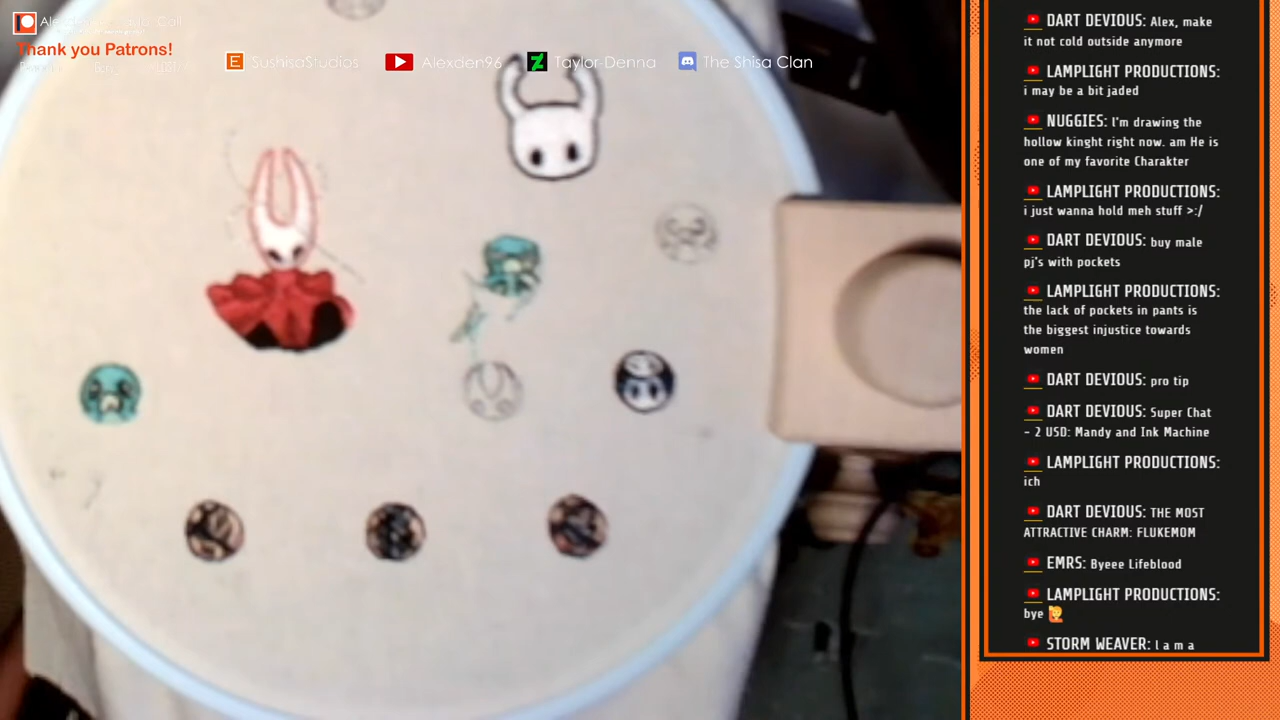 Thank you Patrons!
SushisaStudios
Alexden96
Taylor-Denna
The Shisa Clan
DART DEVIOUS: Alex, make
it not cold outside anymore
LAMPLIGHT PRODUCTIONS:
i may be a bit jaded
NUGGIES: I'm drawing the
hollow kinght right now. am He is
one of my favorite Charakter
LAMPLIGHT PRODUCTIONS:
i just wanna hold meh stuff >:/
DART DEVIOUS: buy male
pj's with pockets
LAMPLIGHT PRODUCTIONS:
the lack of pockets in pants is
the biggest injustice towards
women
DART DEVIOUS: pro tip
DART DEVIOUS: Super Chat
- 2 USD: Mandy and Ink Machine
LAMPLIGHT PRODUCTIONS:
ich
DART DEVIOUS: THE MOST
ATTRACTIVE CHARM: FLUKEMOM
EMRS: Byeee Lifeblood
LAMPLIGHT PRODUCTIONS:
bye 🙋
STORM WEAVER: I a m a